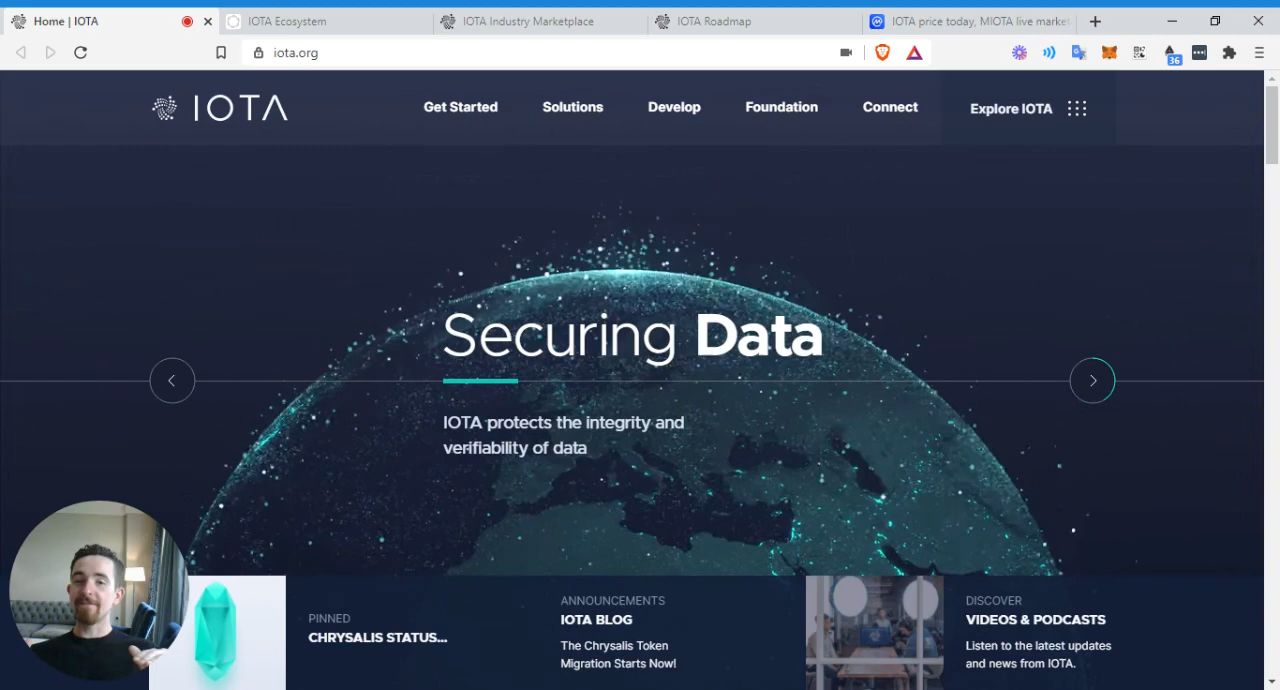 Home | IOTA
IOTA Ecosystem
IOTA Industry Marketplace
IOTA Roadmap
IOTA price today, MIOTA live market
iota.org
36
IOTA
Get Started
Solutions
Develop
Foundation
Connect
Explore IOTA
Securing Data
IOTA protects the integrity and
verifiability of data
PINNED
CHRYSALIS STATUS...
ANNOUNCEMENTS
IOTA BLOG
The Chrysalis Token
Migration Starts Now!
DISCOVER
VIDEOS & PODCASTS
Listen to the latest updates
and news from IOTA.